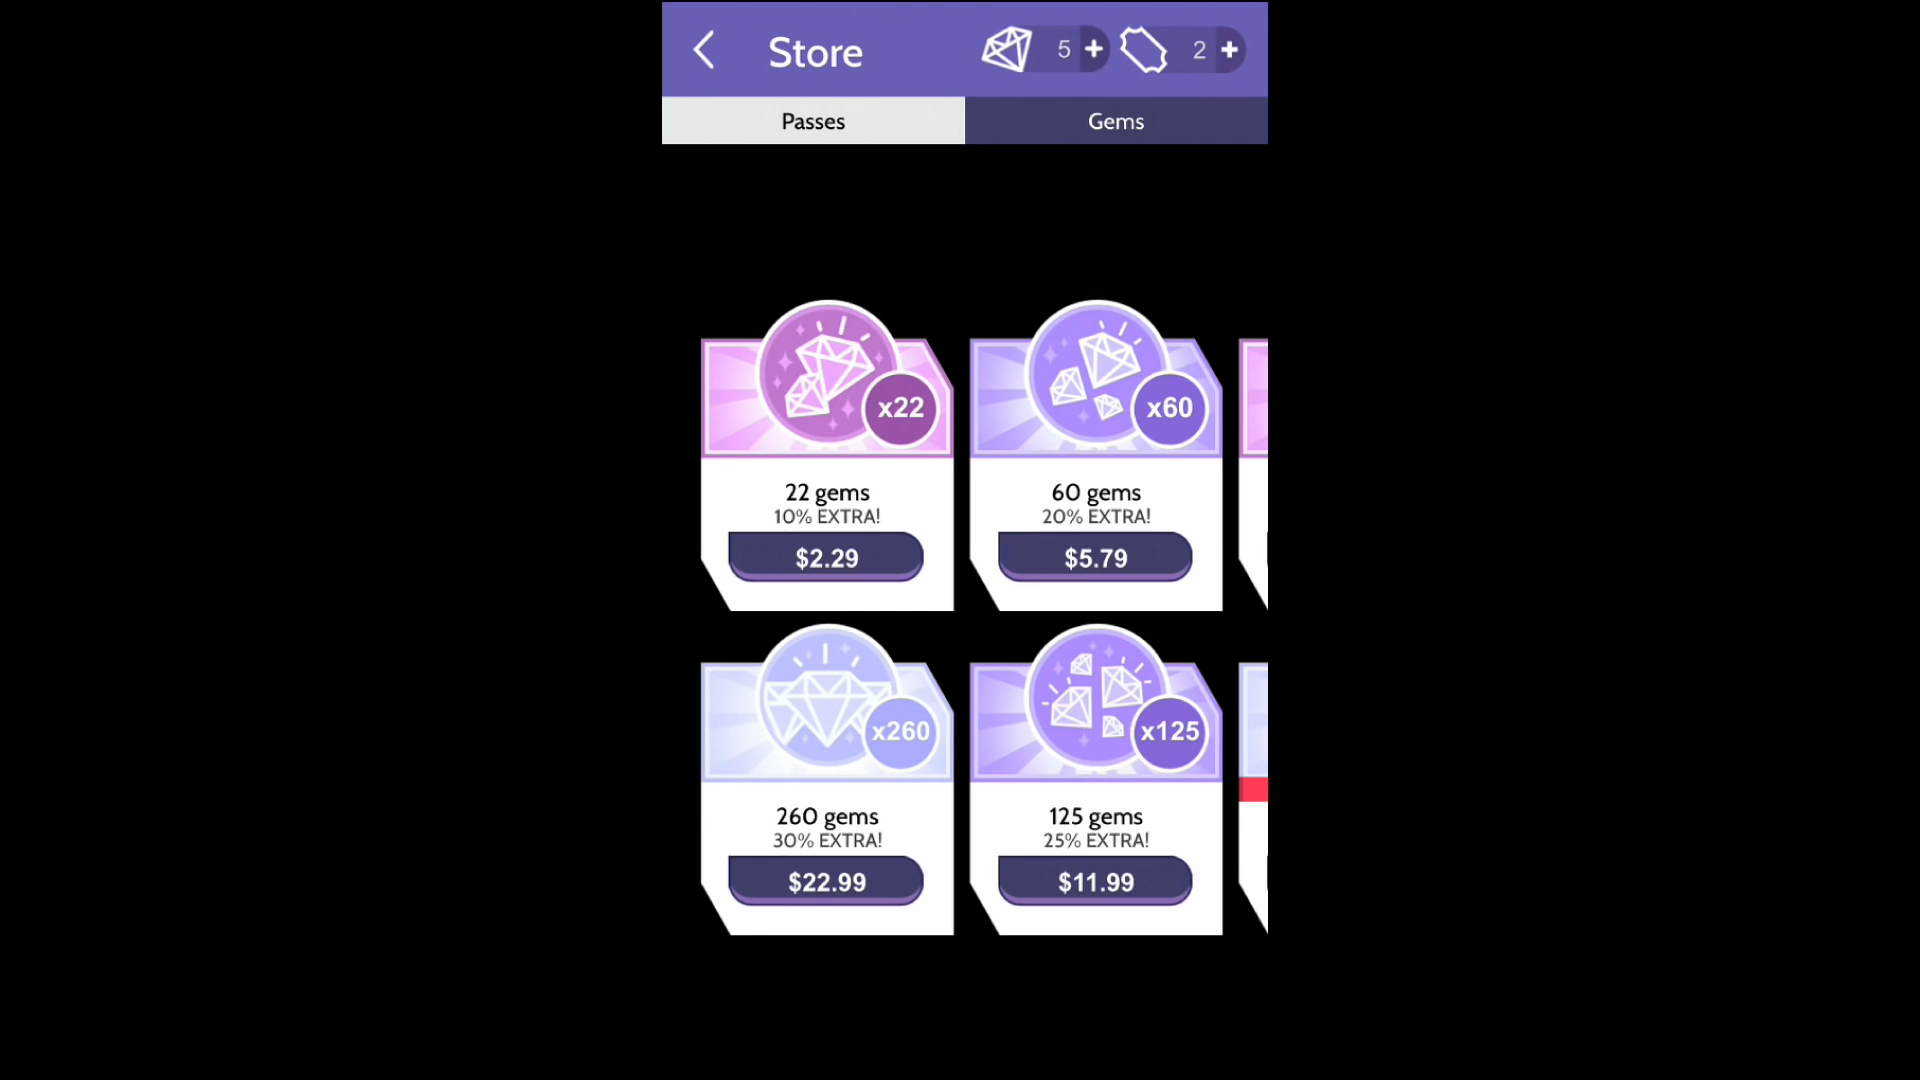 Store
5 +
2 +
Passes
Gems
x22
22 gems
10% EXTRA!
$2.29
x60
60 gems
20% EXTRA!
$5.79
x260
260 gems
30% EXTRA!
$22.99
x125
125 gems
25% EXTRA!
$11.99